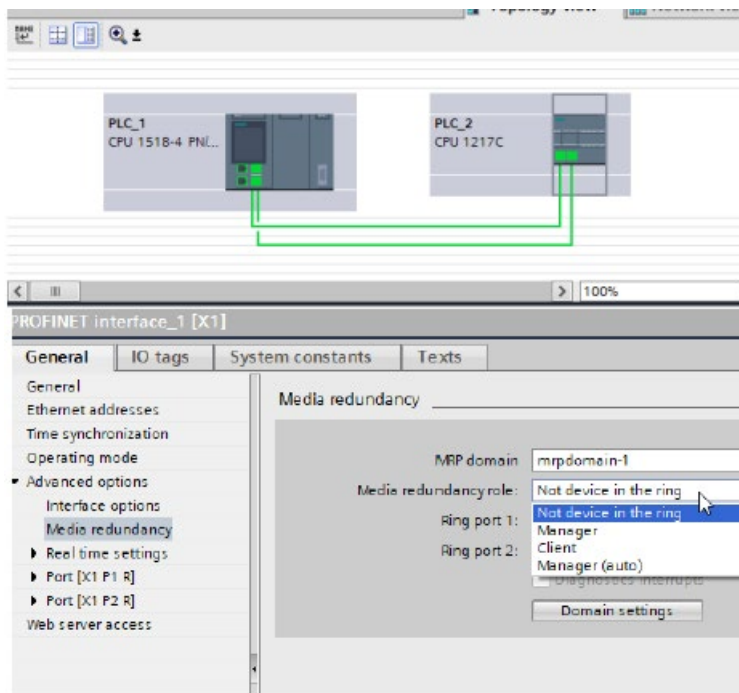 PLC_1
CPU 1518-4 PN/...
PLC_2
CPU 1217C
100%
PROFINET interface_1 [X1]
General
IO tags
System constants
Texts
General
Ethernet addresses
Time synchronization
Operating mode
Advanced options
Interface options
Media redundancy
Real time settings
Port [X1 P1 R]
Port [X1 P2 R]
Web server access
Media redundancy
MRP domain
mrpdomain-1
Media redundancy role:
Not device in the ring
Not device in the ring
Manager
Client
Manager (auto)
Ring port 1:
Ring port 2:
Diagnostics interrupts
Domain settings